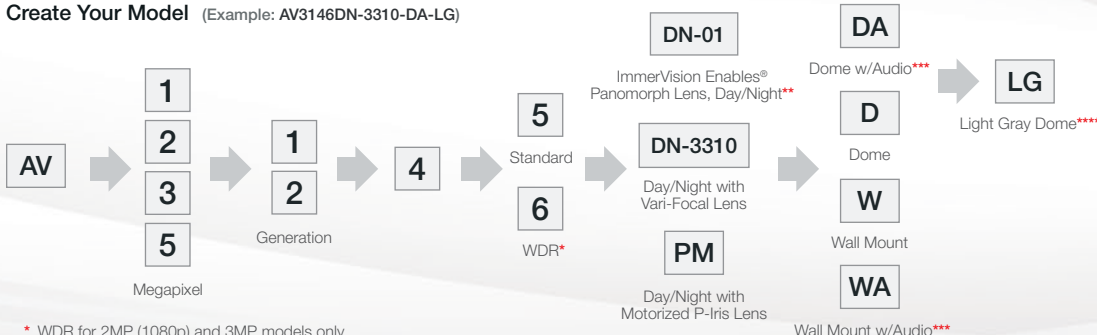 Create Your Model (Example: AV3146DN-3310-DA-LG)
AV
1
2
3
5
Megapixel
1
2
Generation
4
5
Standard
6
WDR*
DN-01
ImmerVision Enables®
Panomorph Lens, Day/Night**
DN-3310
Day/Night with
Vari-Focal Lens
PM
Day/Night with
Motorized P-Iris Lens
DA
Dome w/Audio***
D
Dome
W
Wall Mount
WA
Wall Mount w/Audio***
LG
Light Gray Dome****
* WDR for 2MP (1080p) and 3MP models only